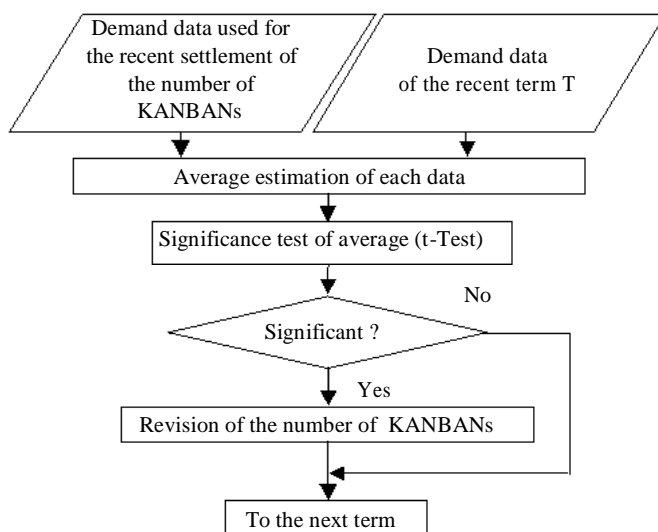 Demand data used for
the recent settlement of
the number of
KANBANs
Demand data
of the recent term T
Average estimation of each data
Significance test of average (t-Test)
No
Significant ?
Yes
Revision of the number of KANBANs
To the next term